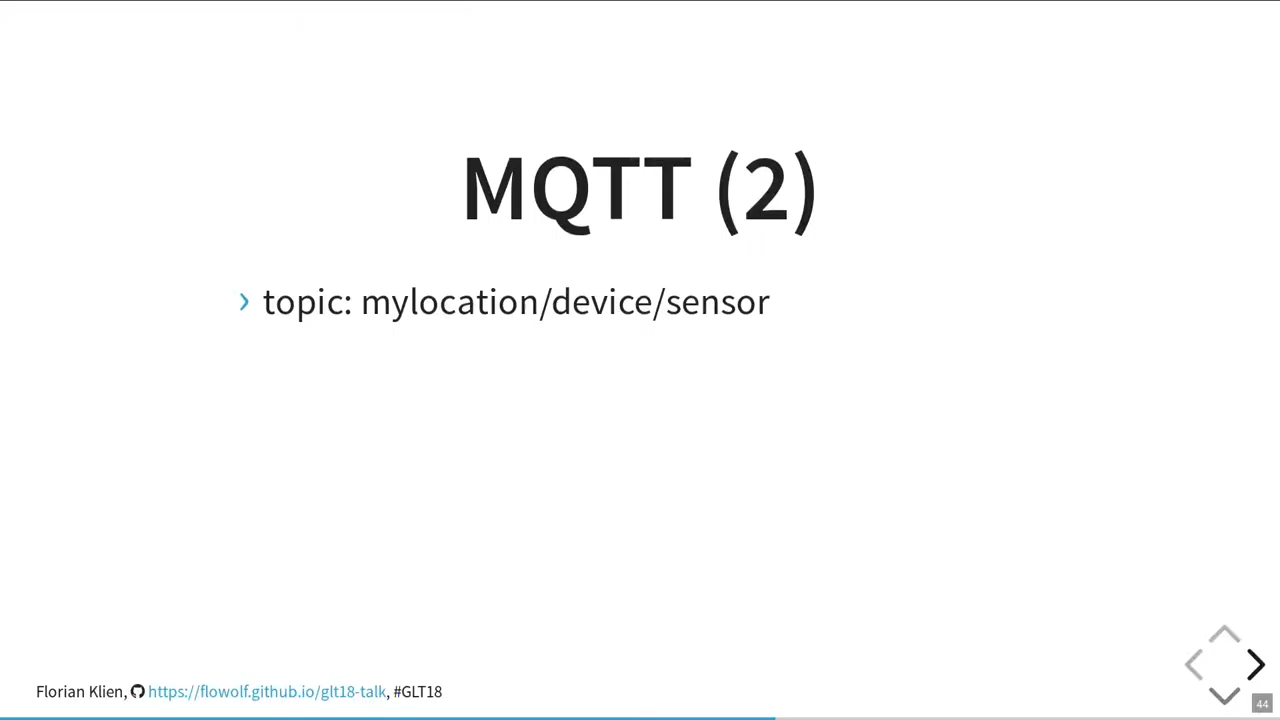 MQTT (2)
› topic: mylocation/device/sensor
Florian Klien, https://flowolf.github.io/glt18-talk, #GLT18
44